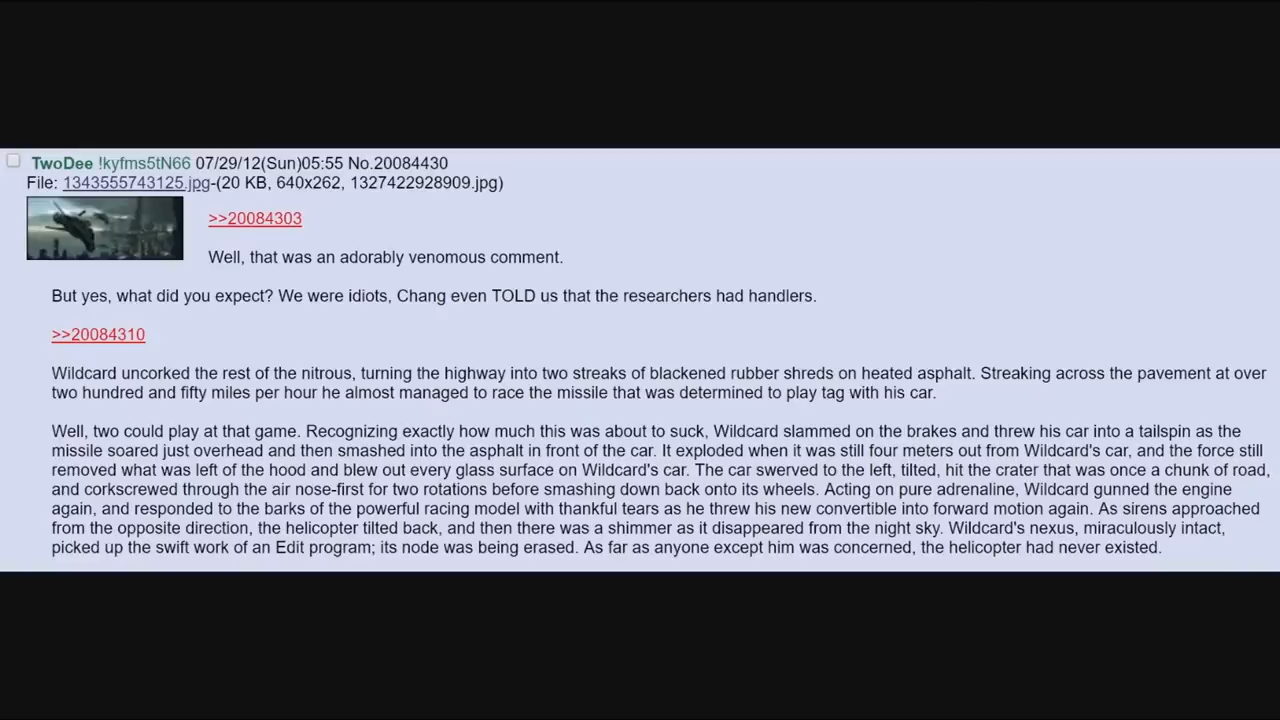 TwoDee !kyfms5tN66 07/29/12(Sun)05:55 No.20084430
File: 1343555743125.jpg-(20 KB, 640x262, 1327422928909.jpg)
>>20084303
Well, that was an adorably venomous comment.
But yes, what did you expect? We were idiots, Chang even TOLD us that the researchers had handlers.
>>20084310
Wildcard uncorked the rest of the nitrous, turning the highway into two streaks of blackened rubber shreds on heated asphalt. Streaking across the pavement at over
two hundred and fifty miles per hour he almost managed to race the missile that was determined to play tag with his car.
Well, two could play at that game. Recognizing exactly how much this was about to suck, Wildcard slammed on the brakes and threw his car into a tailspin as the
missile soared just overhead and then smashed into the asphalt in front of the car. It exploded when it was still four meters out from Wildcard's car, and the force still
removed what was left of the hood and blew out every glass surface on Wildcard's car. The car swerved to the left, tilted, hit the crater that was once a chunk of road,
and corkscrewed through the air nose-first for two rotations before smashing down back onto its wheels. Acting on pure adrenaline, Wildcard gunned the engine
again, and responded to the barks of the powerful racing model with thankful tears as he threw his new convertible into forward motion again. As sirens approached
from the opposite direction, the helicopter tilted back, and then there was a shimmer as it disappeared from the night sky. Wildcard's nexus, miraculously intact,
picked up the swift work of an Edit program; its node was being erased. As far as anyone except him was concerned, the helicopter had never existed.